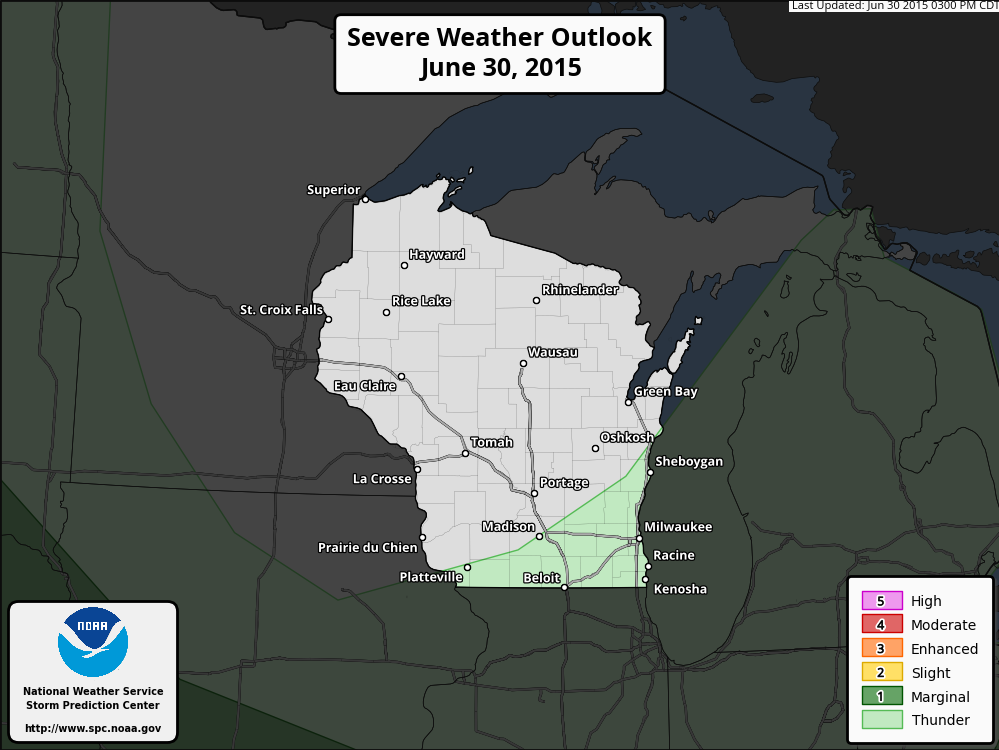 Last Updated: Jun 30 2015 0300 PM CDT
Severe Weather Outlook
June 30, 2015
Superior
Hayward
Rhinelander
Rice Lake
St. Croix Falls
Wausau
Eau Claire
Green Bay
Oshkosh
Tomah
Sheboygan
La Crosse
Portage
Madison
Milwaukee
Prairie du Chien
Racine
Platteville
Beloit
Kenosha
5 High
4 Moderate
3 Enhanced
2 Slight
1 Marginal
Thunder
NOAA
National Weather Service
Storm Prediction Center
http://www.spc.noaa.gov